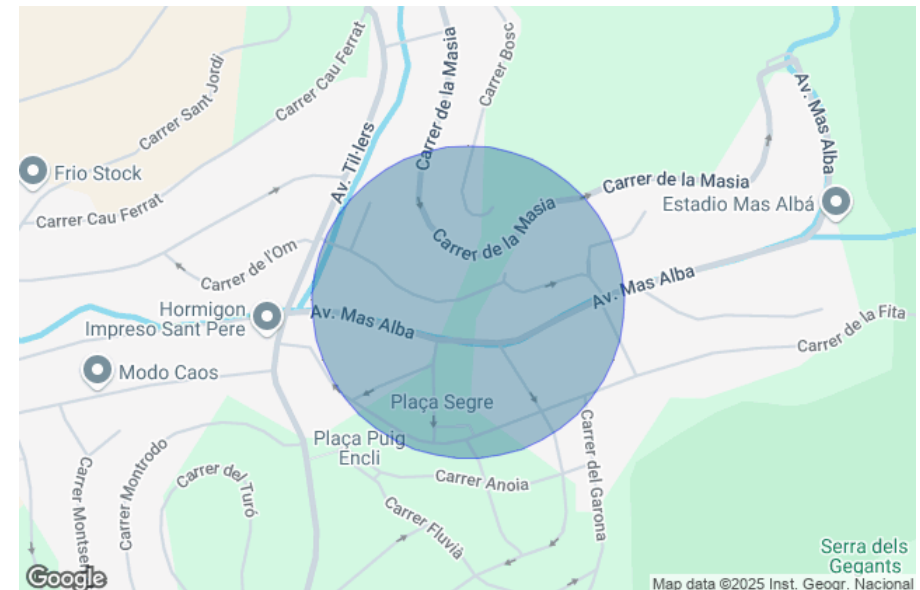 Carrer Sant Jordi
Carrer Cau Ferrat
Av. Til·lers
Carrer de la Masia
Carrer Bosc
Av. Mas Alba
Frio Stock
Carrer Cau Ferrat
Carrer de la Masia
Estadio Mas Albá
Carrer de la Masia
Carrer de l'Om
Hormigon
Impreso Sant Pere
Av. Mas Alba
Av. Mas Alba
Carrer de la Fita
Modo Caos
Plaça Segre
Plaça Puig
Encli
Carrer del Garona
Carrer Anoia
Carrer Montsen
Carrer Montrodo
Carrer del Turó
Carrer Fluvià
Serra dels
Gegants
Google
Map data ©2025 Inst. Geogr. Nacional